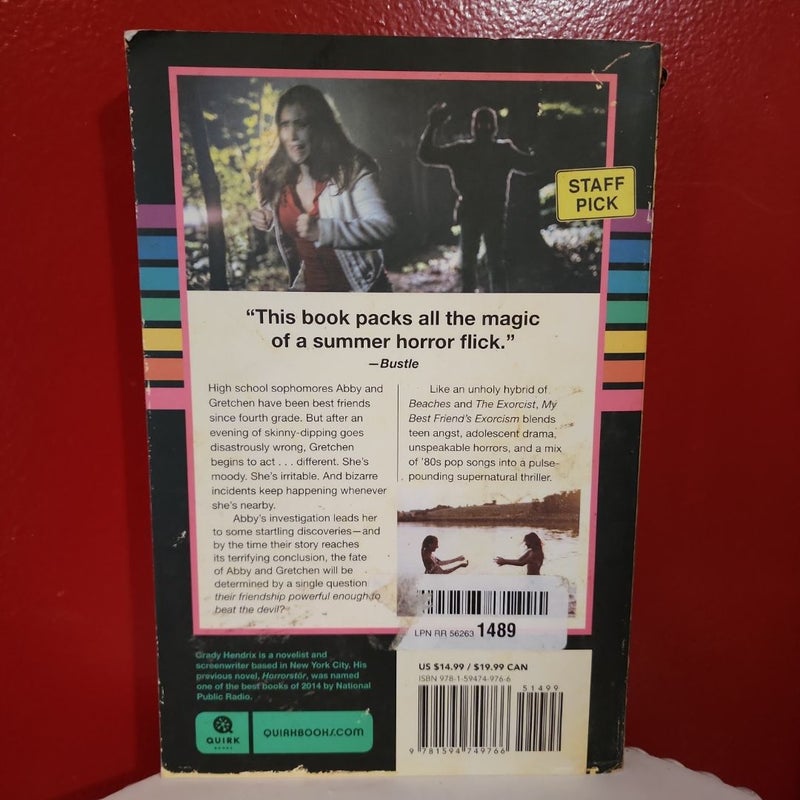 STAFF
PICK
“This book packs all the magic
of a summer horror flick.”
—Bustle
High school sophomores Abby and
Gretchen have been best friends
since fourth grade. But after an
evening of skinny-dipping goes
disastrously wrong, Gretchen
begins to act . . . different. She’s
moody. She’s irritable. And bizarre
incidents keep happening whenever
she’s nearby.
Abby’s investigation leads her
to some startling discoveries—and
by the time their story reaches
its terrifying conclusion, the fate
of Abby and Gretchen will be
determined by a single question
their friendship powerful enough to
beat the devil?
Like an unholy hybrid of
Beaches and The Exorcist, My
Best Friend’s Exorcism blends
teen angst, adolescent drama,
unspeakable horrors, and a mix
of ’80s pop songs into a pulse-
pounding supernatural thriller.
LPN RR 56263 1489
Grady Hendrix is a novelist and
screenwriter based in New York City. His
previous novel, Horrorstör, was named
one of the best books of 2014 by National
Public Radio.
QUIRK
BOOKS
QUIRKBOOKS.COM
US $14.99 / $19.99 CAN
ISBN 978-1-59474-976-6
51499
9 781594 749766